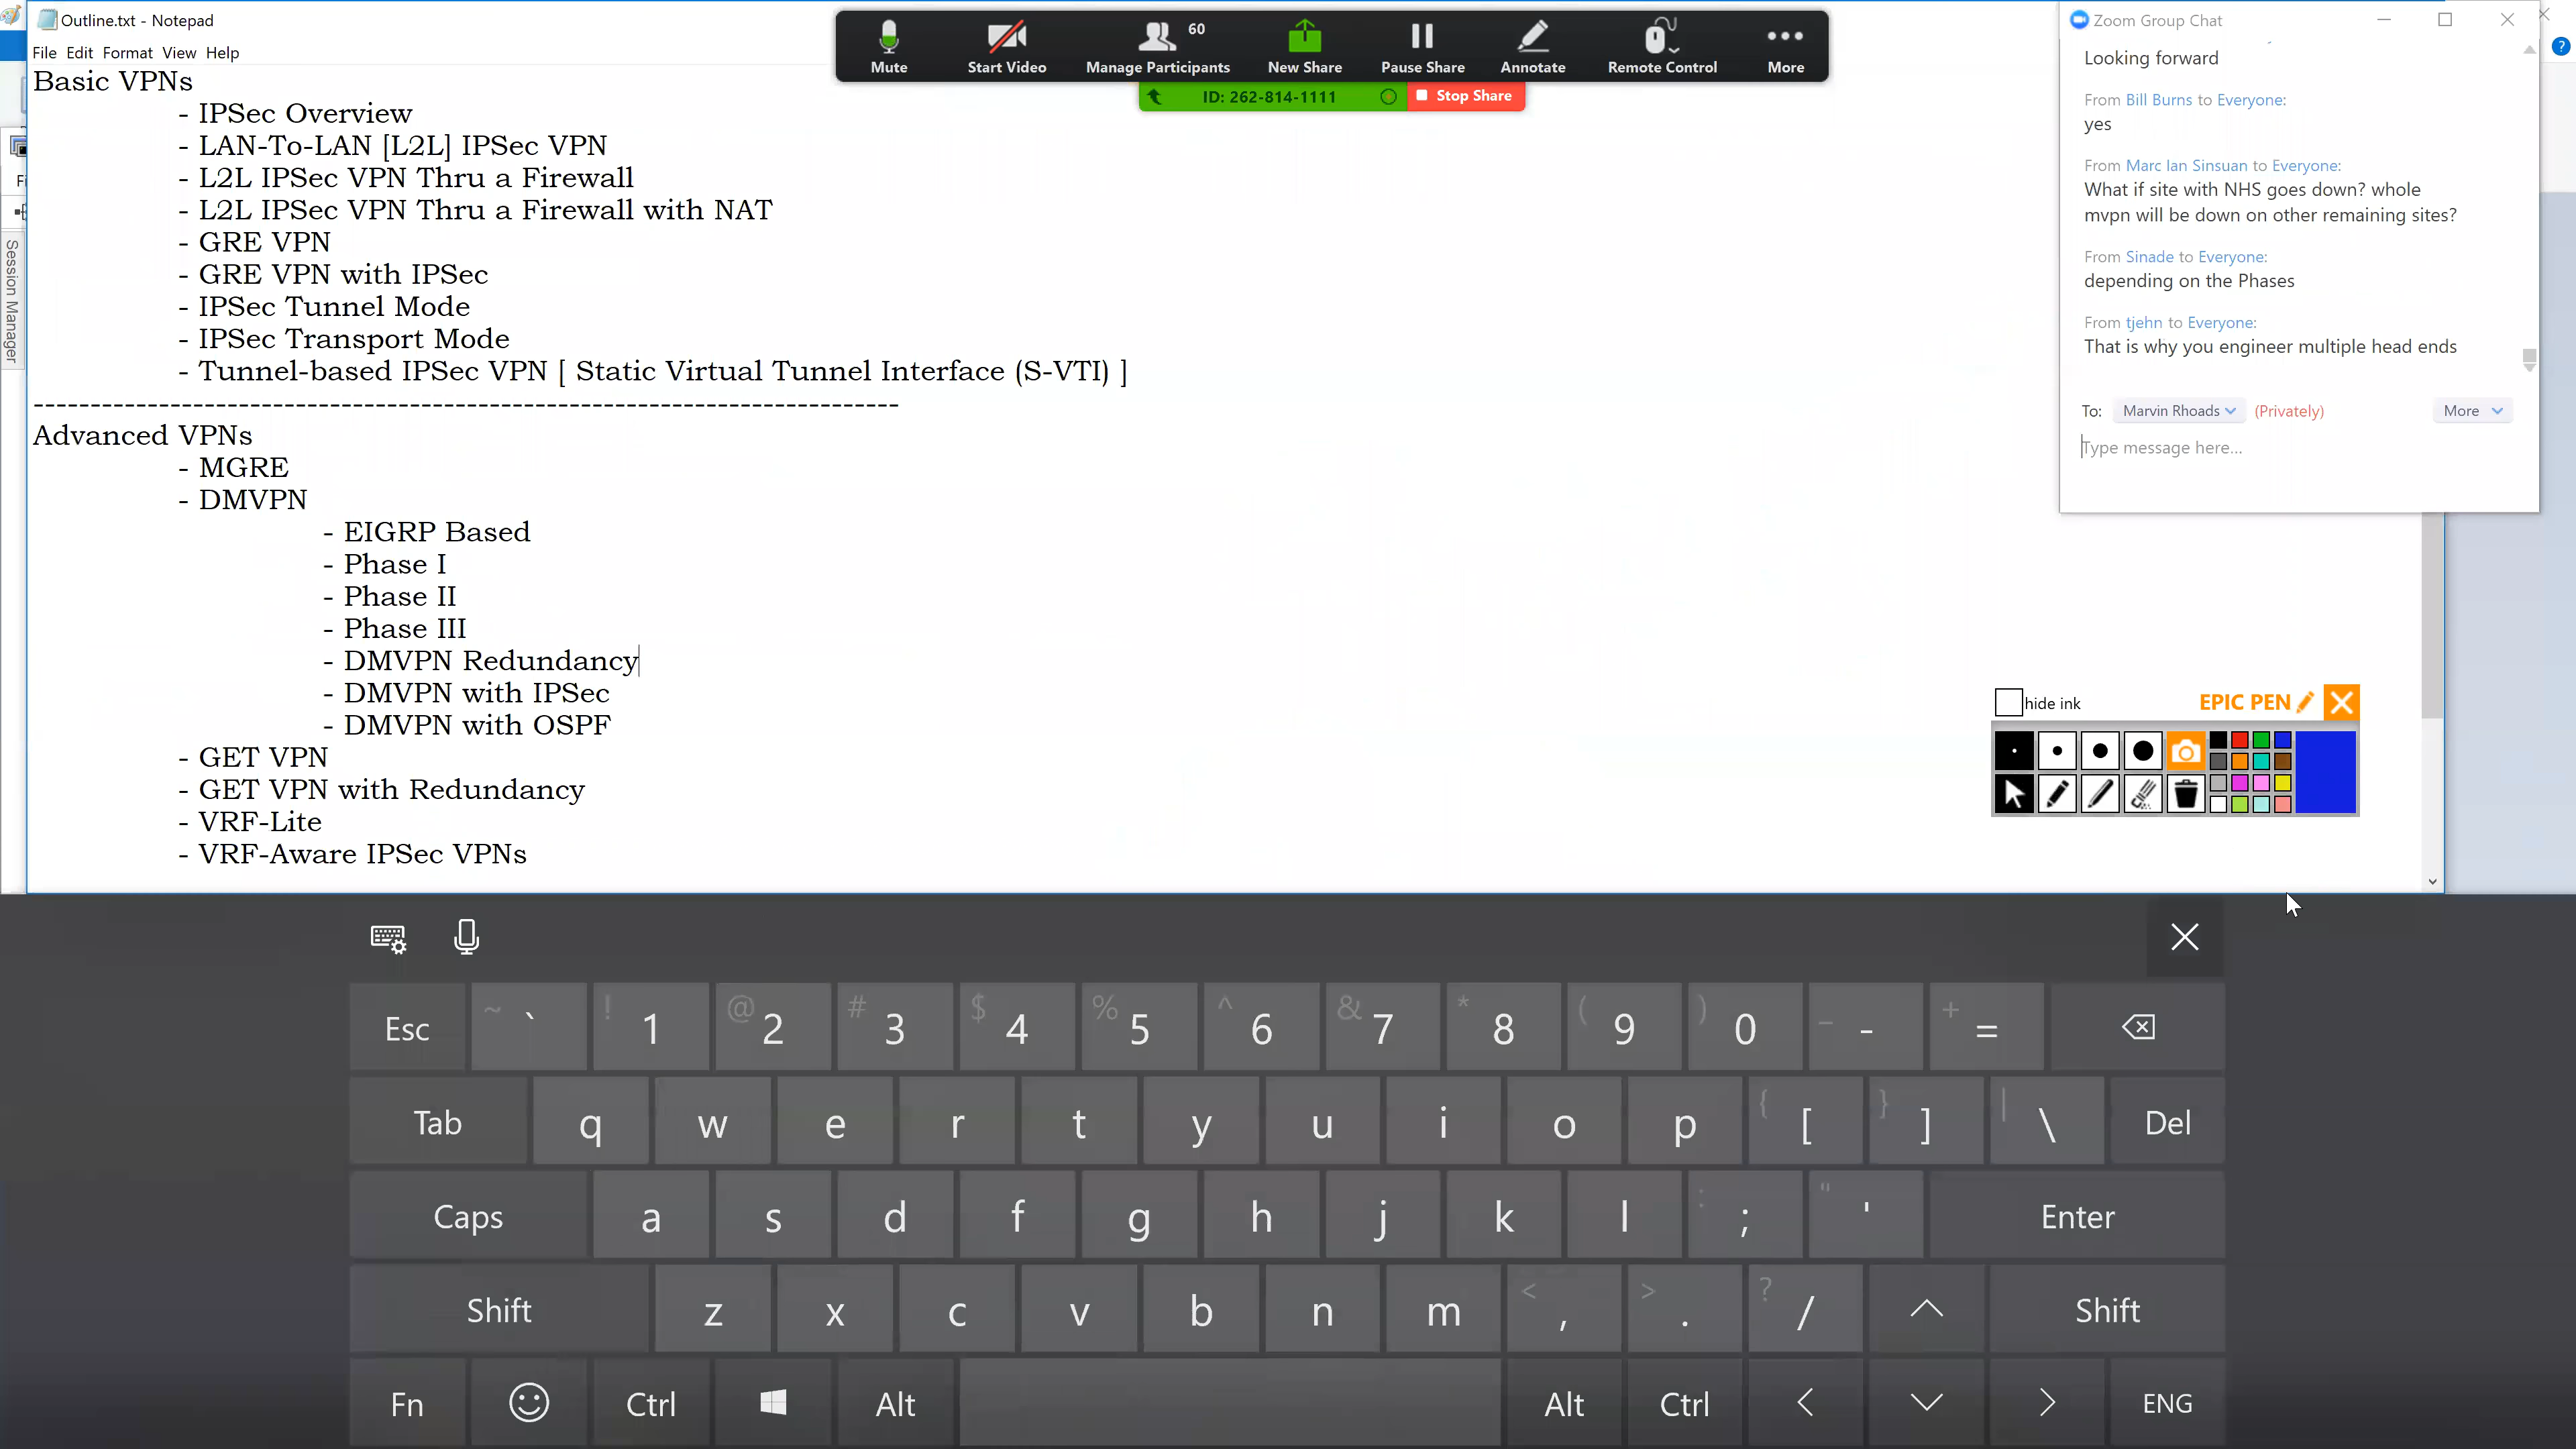 Outline.txt - Notepad
File Edit Format View Help
Basic VPNs
- IPSec Overview
- LAN-To-LAN [L2L] IPSec VPN
- L2L IPSec VPN Thru a Firewall
- L2L IPSec VPN Thru a Firewall with NAT
- GRE VPN
- GRE VPN with IPSec
- IPSec Tunnel Mode
- IPSec Transport Mode
- Tunnel-based IPSec VPN [ Static Virtual Tunnel Interface (S-VTI) ]
-------------------------------------------------------------------------------
Advanced VPNs
- MGRE
- DMVPN
- EIGRP Based
- Phase I
- Phase II
- Phase III
- DMVPN Redundancy
- DMVPN with IPSec
- DMVPN with OSPF
- GET VPN
- GET VPN with Redundancy
- VRF-Lite
- VRF-Aware IPSec VPNs
Session Manager
60
Mute Start Video Manage Participants New Share Pause Share Annotate Remote Control More
ID: 262-814-1111 Stop Share
Zoom Group Chat
Looking forward
From Bill Burns to Everyone:
yes
From Marc Ian Sinsuan to Everyone:
What if site with NHS goes down? whole
mvpn will be down on other remaining sites?
From Sinade to Everyone:
depending on the Phases
From tjehn to Everyone:
That is why you engineer multiple head ends
To: Marvin Rhoads (Privately) More
Type message here...
?
hide ink EPIC PEN
Esc ~ ` ! 1 @ 2 # 3 $ 4 % 5 ^ 6 & 7 * 8 ( 9 ) 0 _ - + =
Tab q w e r t y u i o p { [ } ] | \ Del
Caps a s d f g h j k l : ; " ' Enter
Shift z x c v b n m < , > . ? / Shift
Fn Ctrl Alt Alt Ctrl ENG